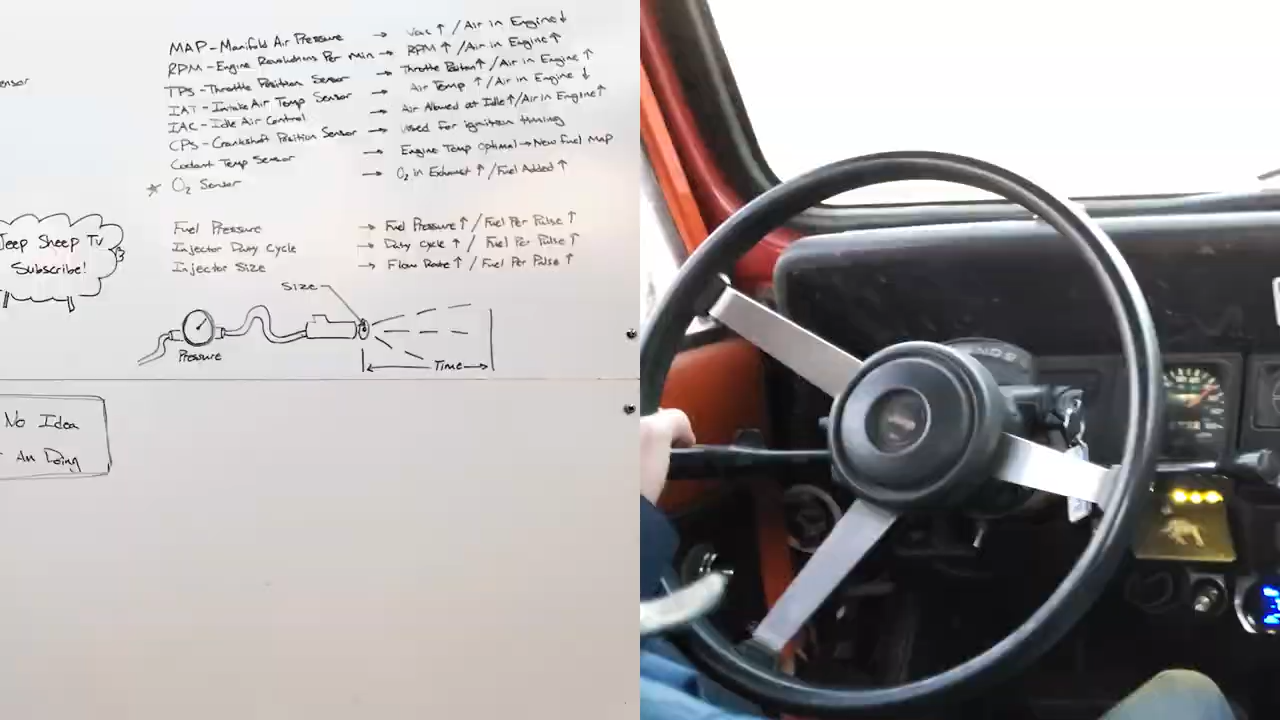 MAP - Manifold Air Pressure → Vac ↑ / Air in Engine ↓
RPM - Engine Revolutions Per Min → RPM ↑ / Air in Engine ↑
TPS - Throttle Position Sensor → Throttle Position ↑ / Air in Engine ↑
IAT - Intake Air Temp Sensor → Air Temp ↑ / Air in Engine ↓
IAC - Idle Air Control → Air Allowed at Idle ↑ / Air in Engine ↑
CPS - Crankshaft Position Sensor → Used for ignition timing
Coolant Temp Sensor → Engine Temp Optimal → New Fuel Map
O₂ Sensor → O₂ in Exhaust ↑ / Fuel Added ↑
ensor
Fuel Pressure → Fuel Pressure ↑ / Fuel Per Pulse ↑
Injector Duty Cycle → Duty Cycle ↑ / Fuel Per Pulse ↑
Injector Size → Flow Rate ↑ / Fuel Per Pulse ↑
Jeep Sheep Tv
Subscribe!
Size
Pressure
Time
No Idea
Am Doing